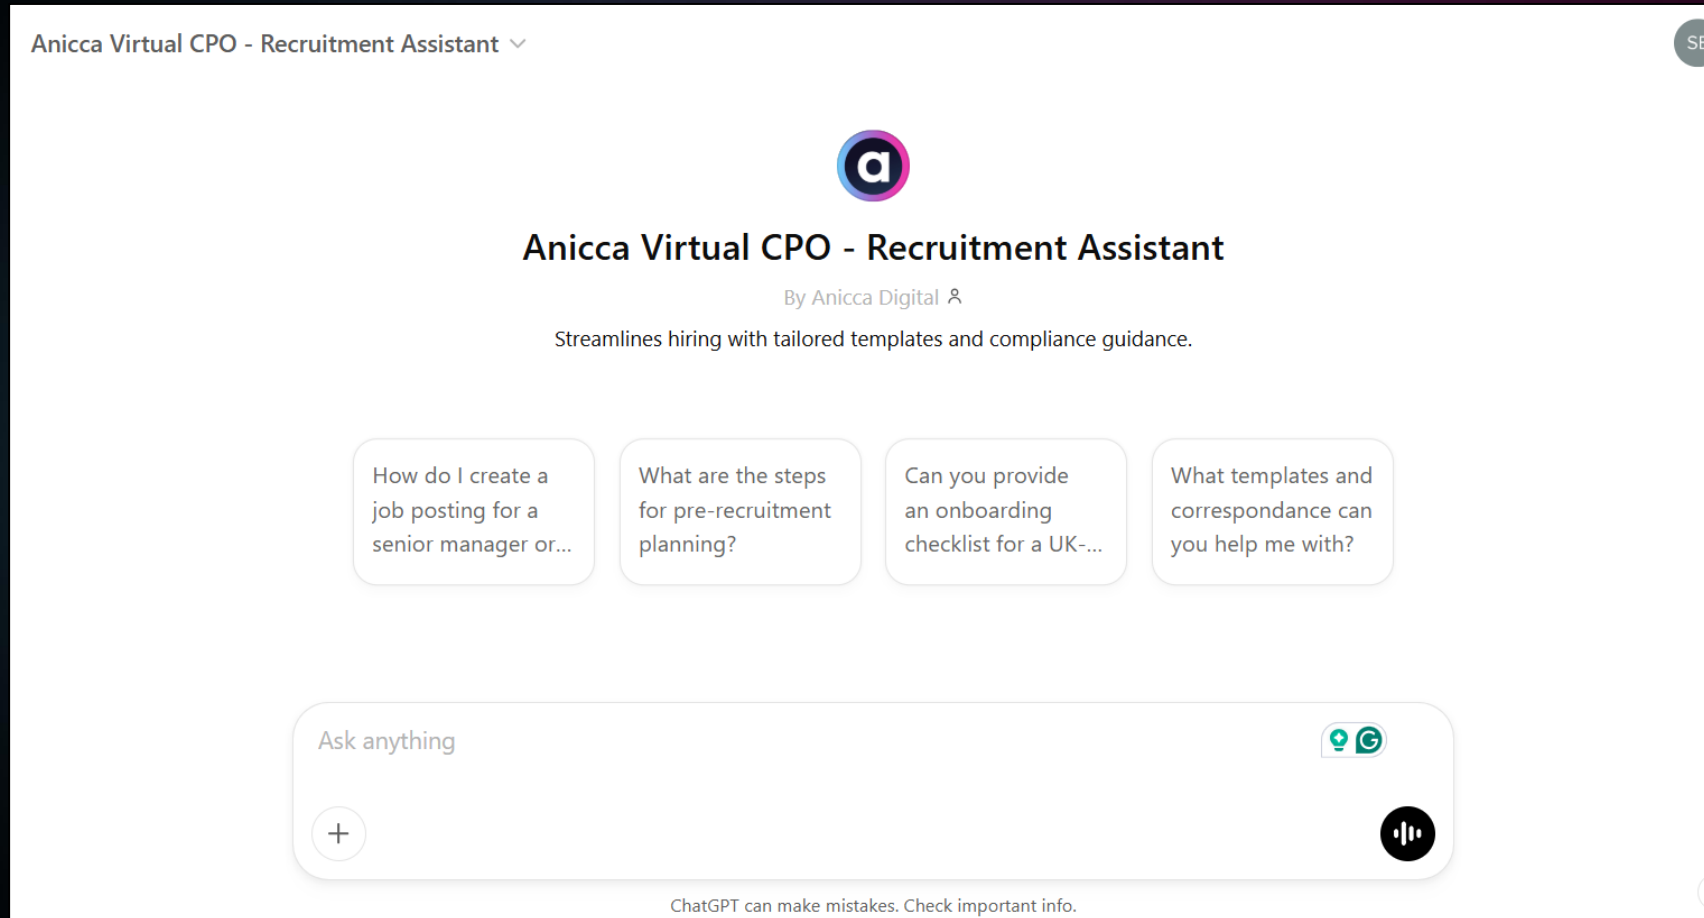 Anicca Virtual CPO - Recruitment Assistant
SE
a
Anicca Virtual CPO - Recruitment Assistant
By Anicca Digital
Streamlines hiring with tailored templates and compliance guidance.
How do I create a
job posting for a
senior manager or...
What are the steps
for pre-recruitment
planning?
Can you provide
an onboarding
checklist for a UK-...
What templates and
correspondance can
you help me with?
Ask anything
G
ChatGPT can make mistakes. Check important info.